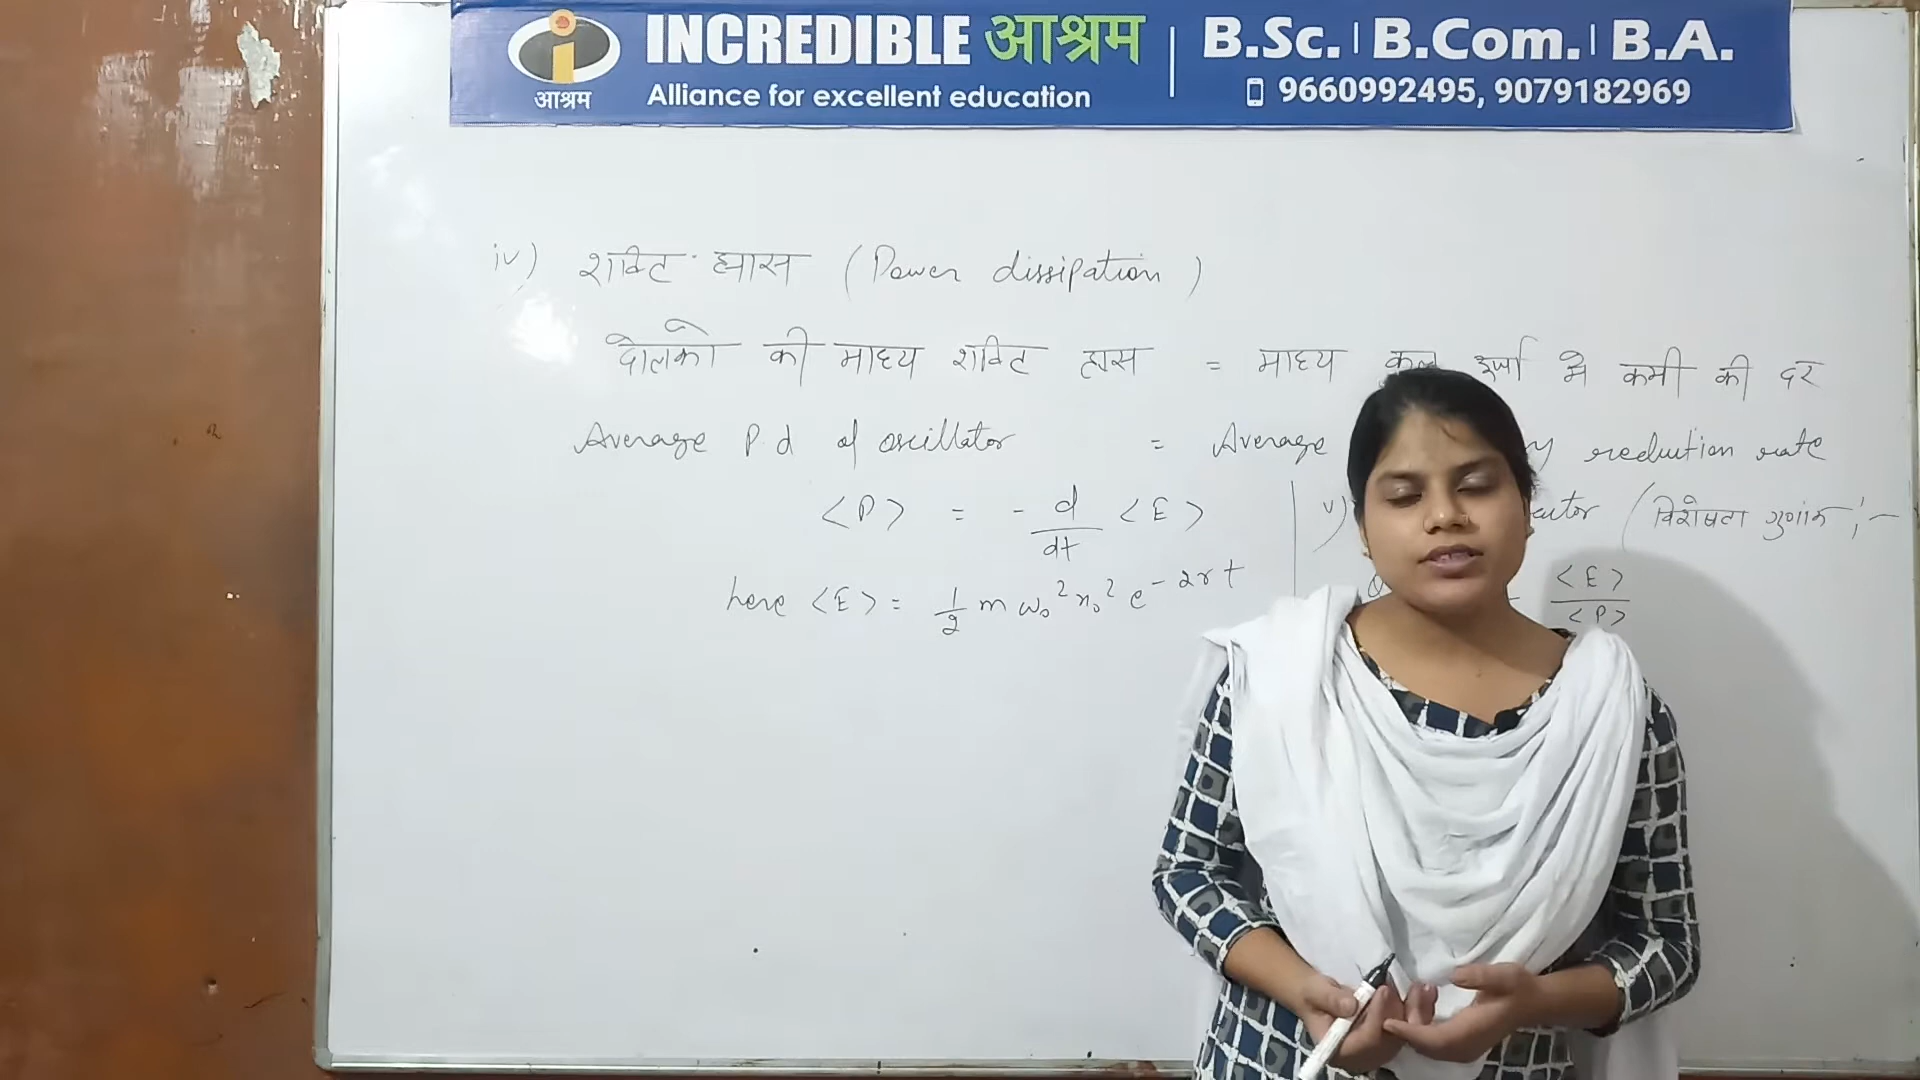 INCREDIBLE आश्रम
Alliance for excellent education
आश्रम
B.Sc. | B.Com. | B.A.
9660992495, 9079182969
iv) शक्ति ह्यास (Power dissipation)
दोलको की माध्य शक्ति ह्रास = माध्य कुल ऊर्जा मे कमी की दर
Average P.d of oscillator = Average reduction rate
<P> = - d/dt <E>
here <E> = 1/2 m ω₀² x₀² e^-2rt
v) (विशेषता गुणांक) :-
<E>/<P>